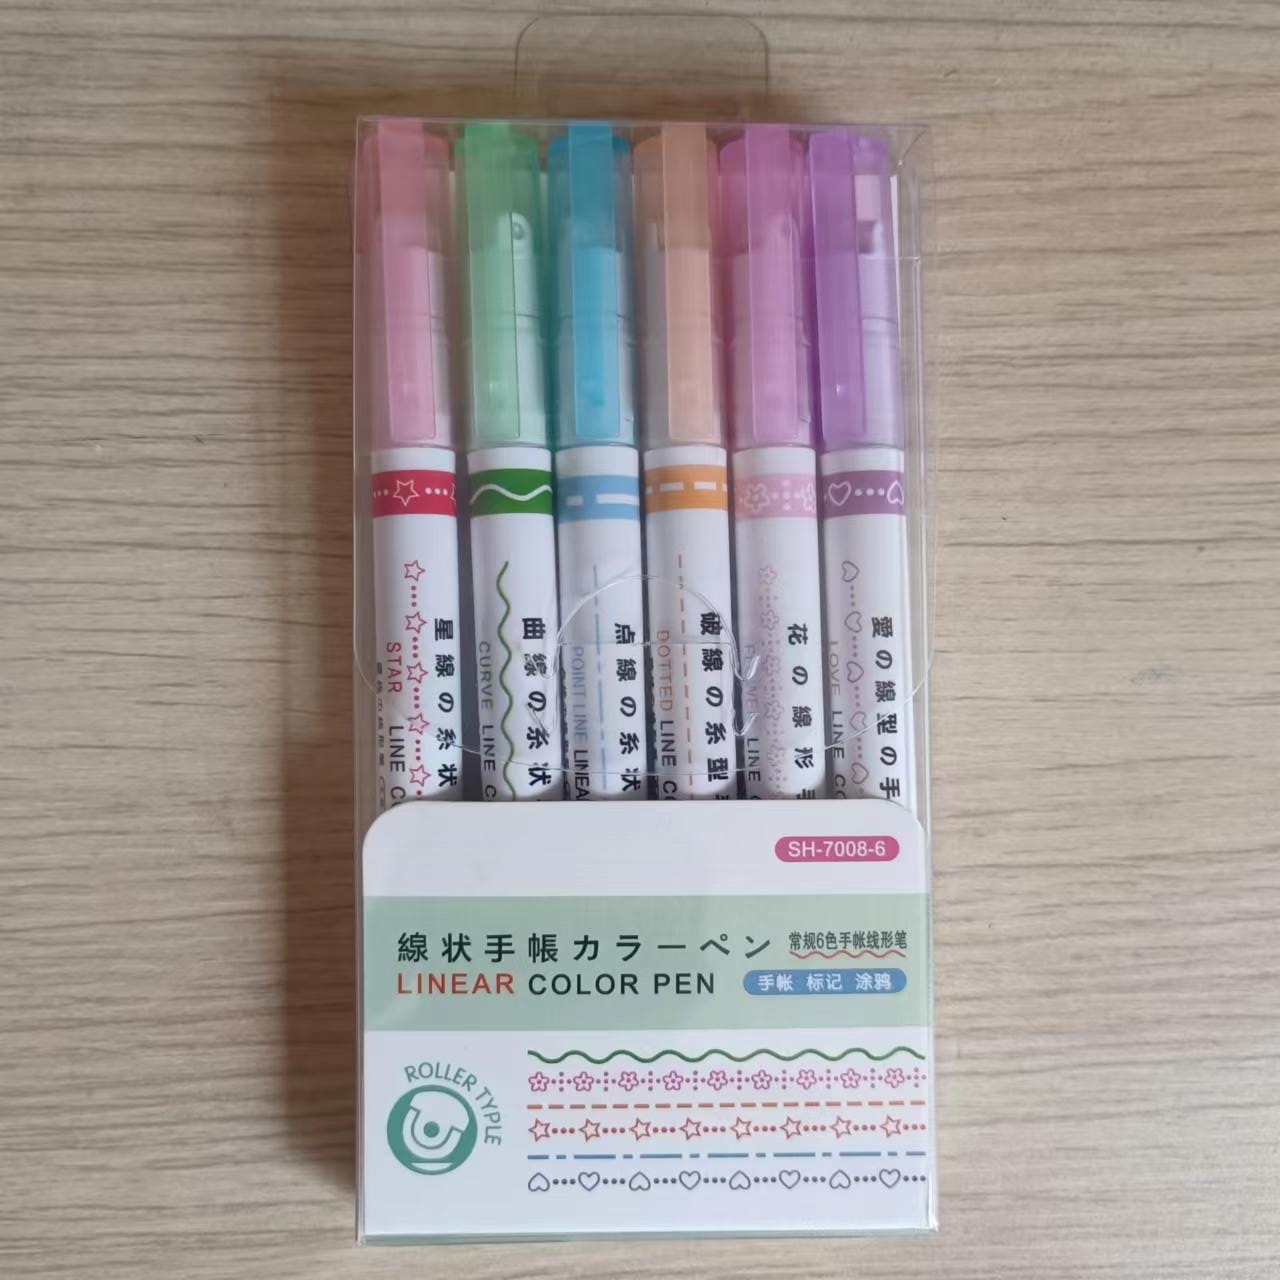 星線の糸状
STAR LINE
曲線の糸状
CURVE LINE
点線の糸状
POINT LINE LINEA
破線の糸型
DOTTED LINE
花の線形
LINE
愛の線型の手
LOVE LINE
SH-7008-6
線状手帳カラーペン
常规6色手帐线形笔
LINEAR COLOR PEN
手帐 标记 涂鸦
ROLLER TYPLE